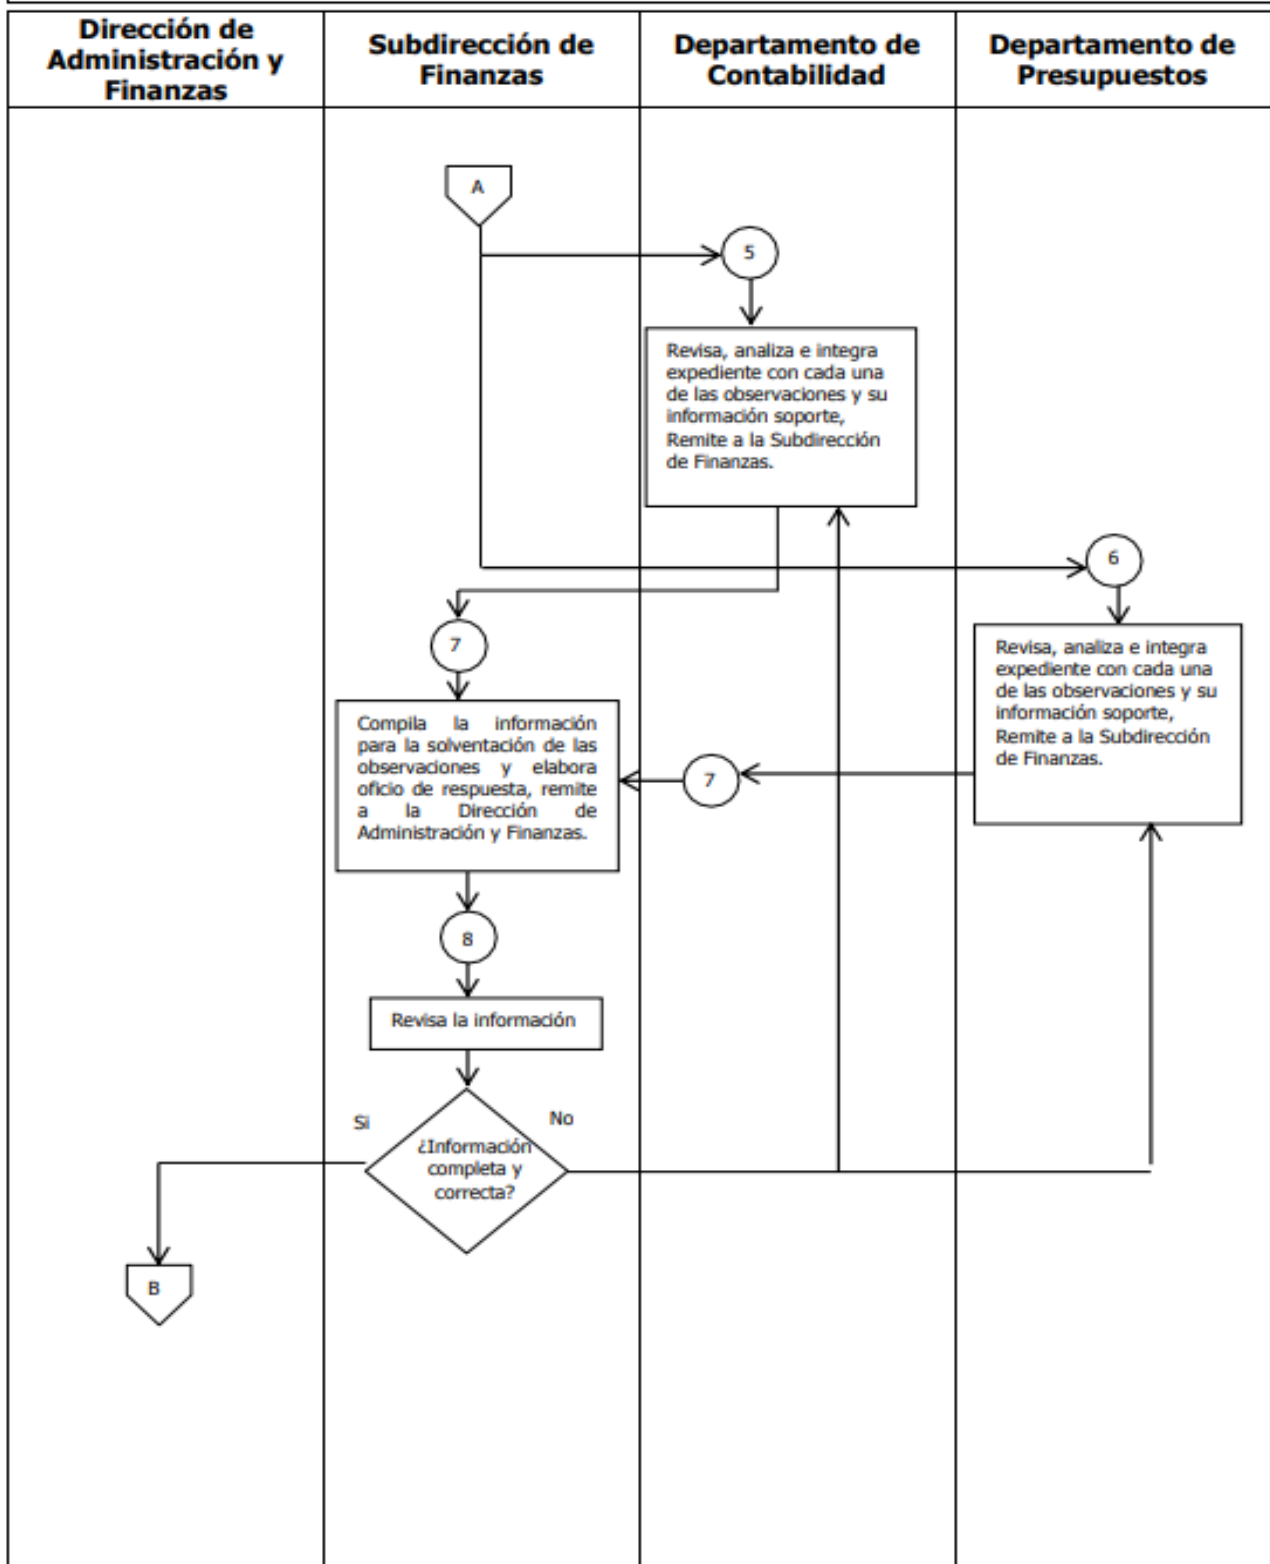 Dirección de
Administración y
Finanzas
Subdirección de
Finanzas
Departamento de
Contabilidad
Departamento de
Presupuestos
A
5
Revisa, analiza e integra
expediente con cada una
de las observaciones y su
información soporte,
Remite a la Subdirección
de Finanzas.
6
Revisa, analiza e integra
expediente con cada una
de las observaciones y su
información soporte,
Remite a la Subdirección
de Finanzas.
7
Compila la información
para la solventación de las
observaciones y elabora
oficio de respuesta, remite
a la Dirección de
Administración y Finanzas.
7
8
Revisa la información
Si
No
¿Información
completa y
correcta?
B